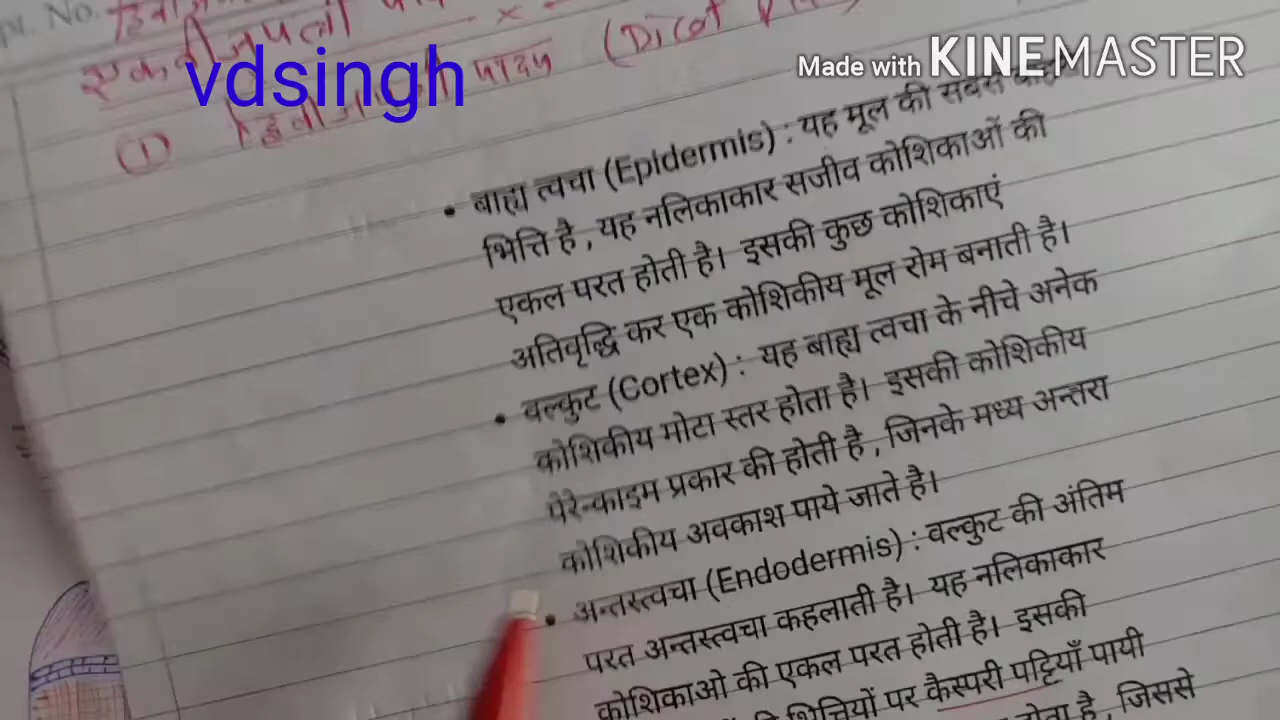 Made with KINEMASTER
vdsingh
पादप (Dicot
①
• बाह्य त्वचा (Epidermis) : यह मूल की सबसे
भित्ति है , यह नलिकाकार सजीव कोशिकाओं की
एकल परत होती है। इसकी कुछ कोशिकाएं
अतिवृद्धि कर एक कोशिकीय मूल रोम बनाती है।
• वल्कुट (Cortex) : यह बाह्य त्वचा के नीचे अनेक
कोशिकीय मोटा स्तर होता है। इसकी कोशिकीय
पेरेन्काइम प्रकार की होती है , जिनके मध्य अन्तरा
कोशिकीय अवकाश पाये जाते है।
• अन्तस्त्वचा (Endodermis) : वल्कुट की अंतिम
परत अन्तस्त्वचा कहलाती है। यह नलिकाकार
कोशिकाओ की एकल परत होती है। इसकी
भित्तियों पर कैस्परी पट्टियाँ पायी
होता है , जिससे